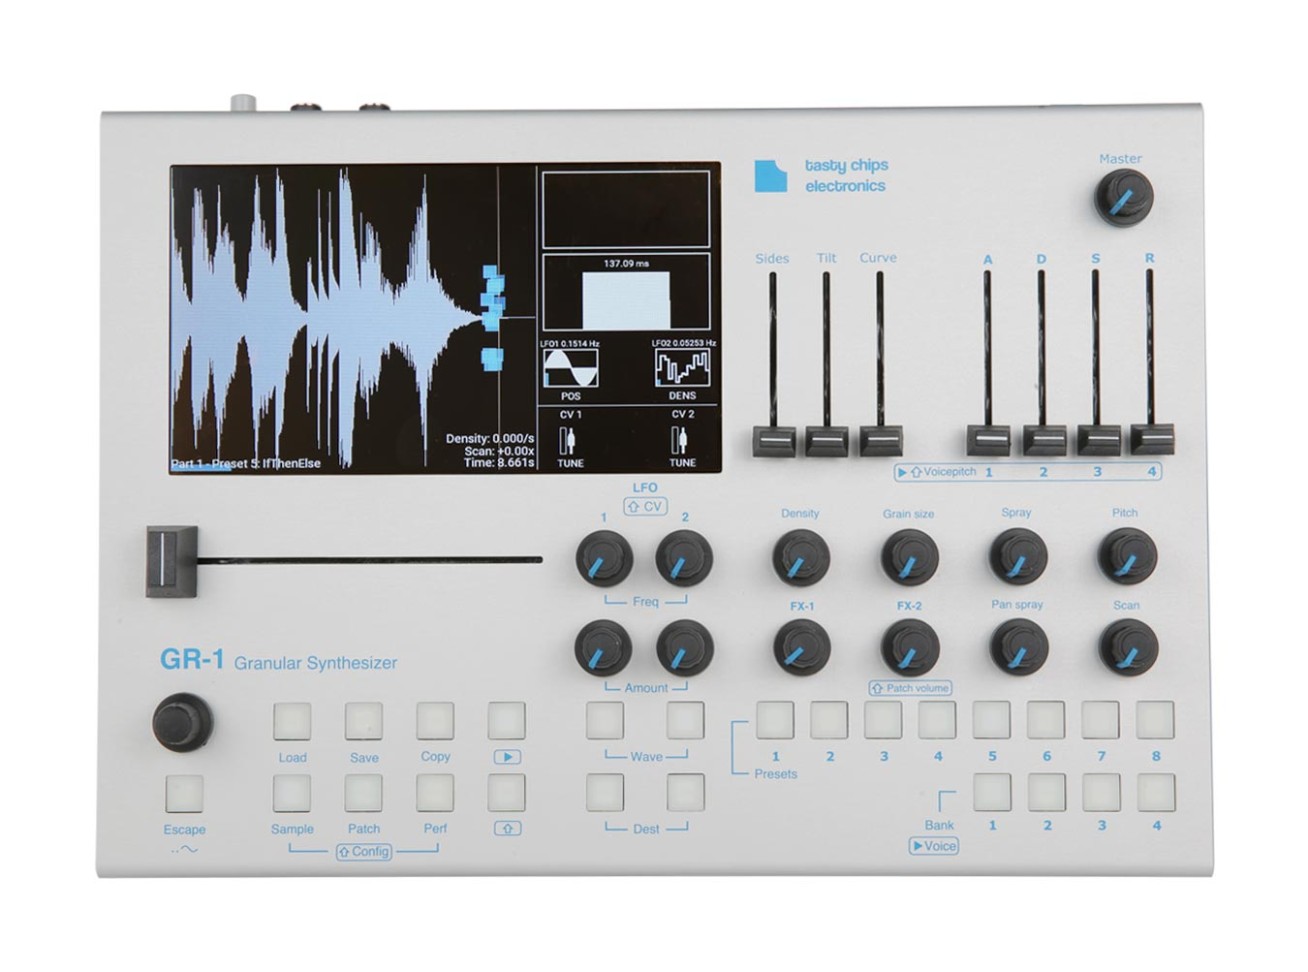 tasty chips
electronics
Master
137.09 ms
LFO1 0.1514 Hz
LFO2 0.05253 Hz
POS
DENS
CV 1
CV 2
TUNE
TUNE
Density: 0.000/s
Scan: +0.00x
Time: 8.661s
Part 1 - Preset 5: IfThenElse
Sides Tilt Curve
A D S R
Voicepitch 1 2 3 4
LFO
CV
1 2
Freq
Amount
Wave
Dest
Density Grain size Spray Pitch
FX-1 FX-2 Pan spray Scan
Patch volume
GR-1 Granular Synthesizer
Load Save Copy
Escape Sample Patch Perf
Config
1 2 3 4 5 6 7 8
Presets
Bank 1 2 3 4
Voice